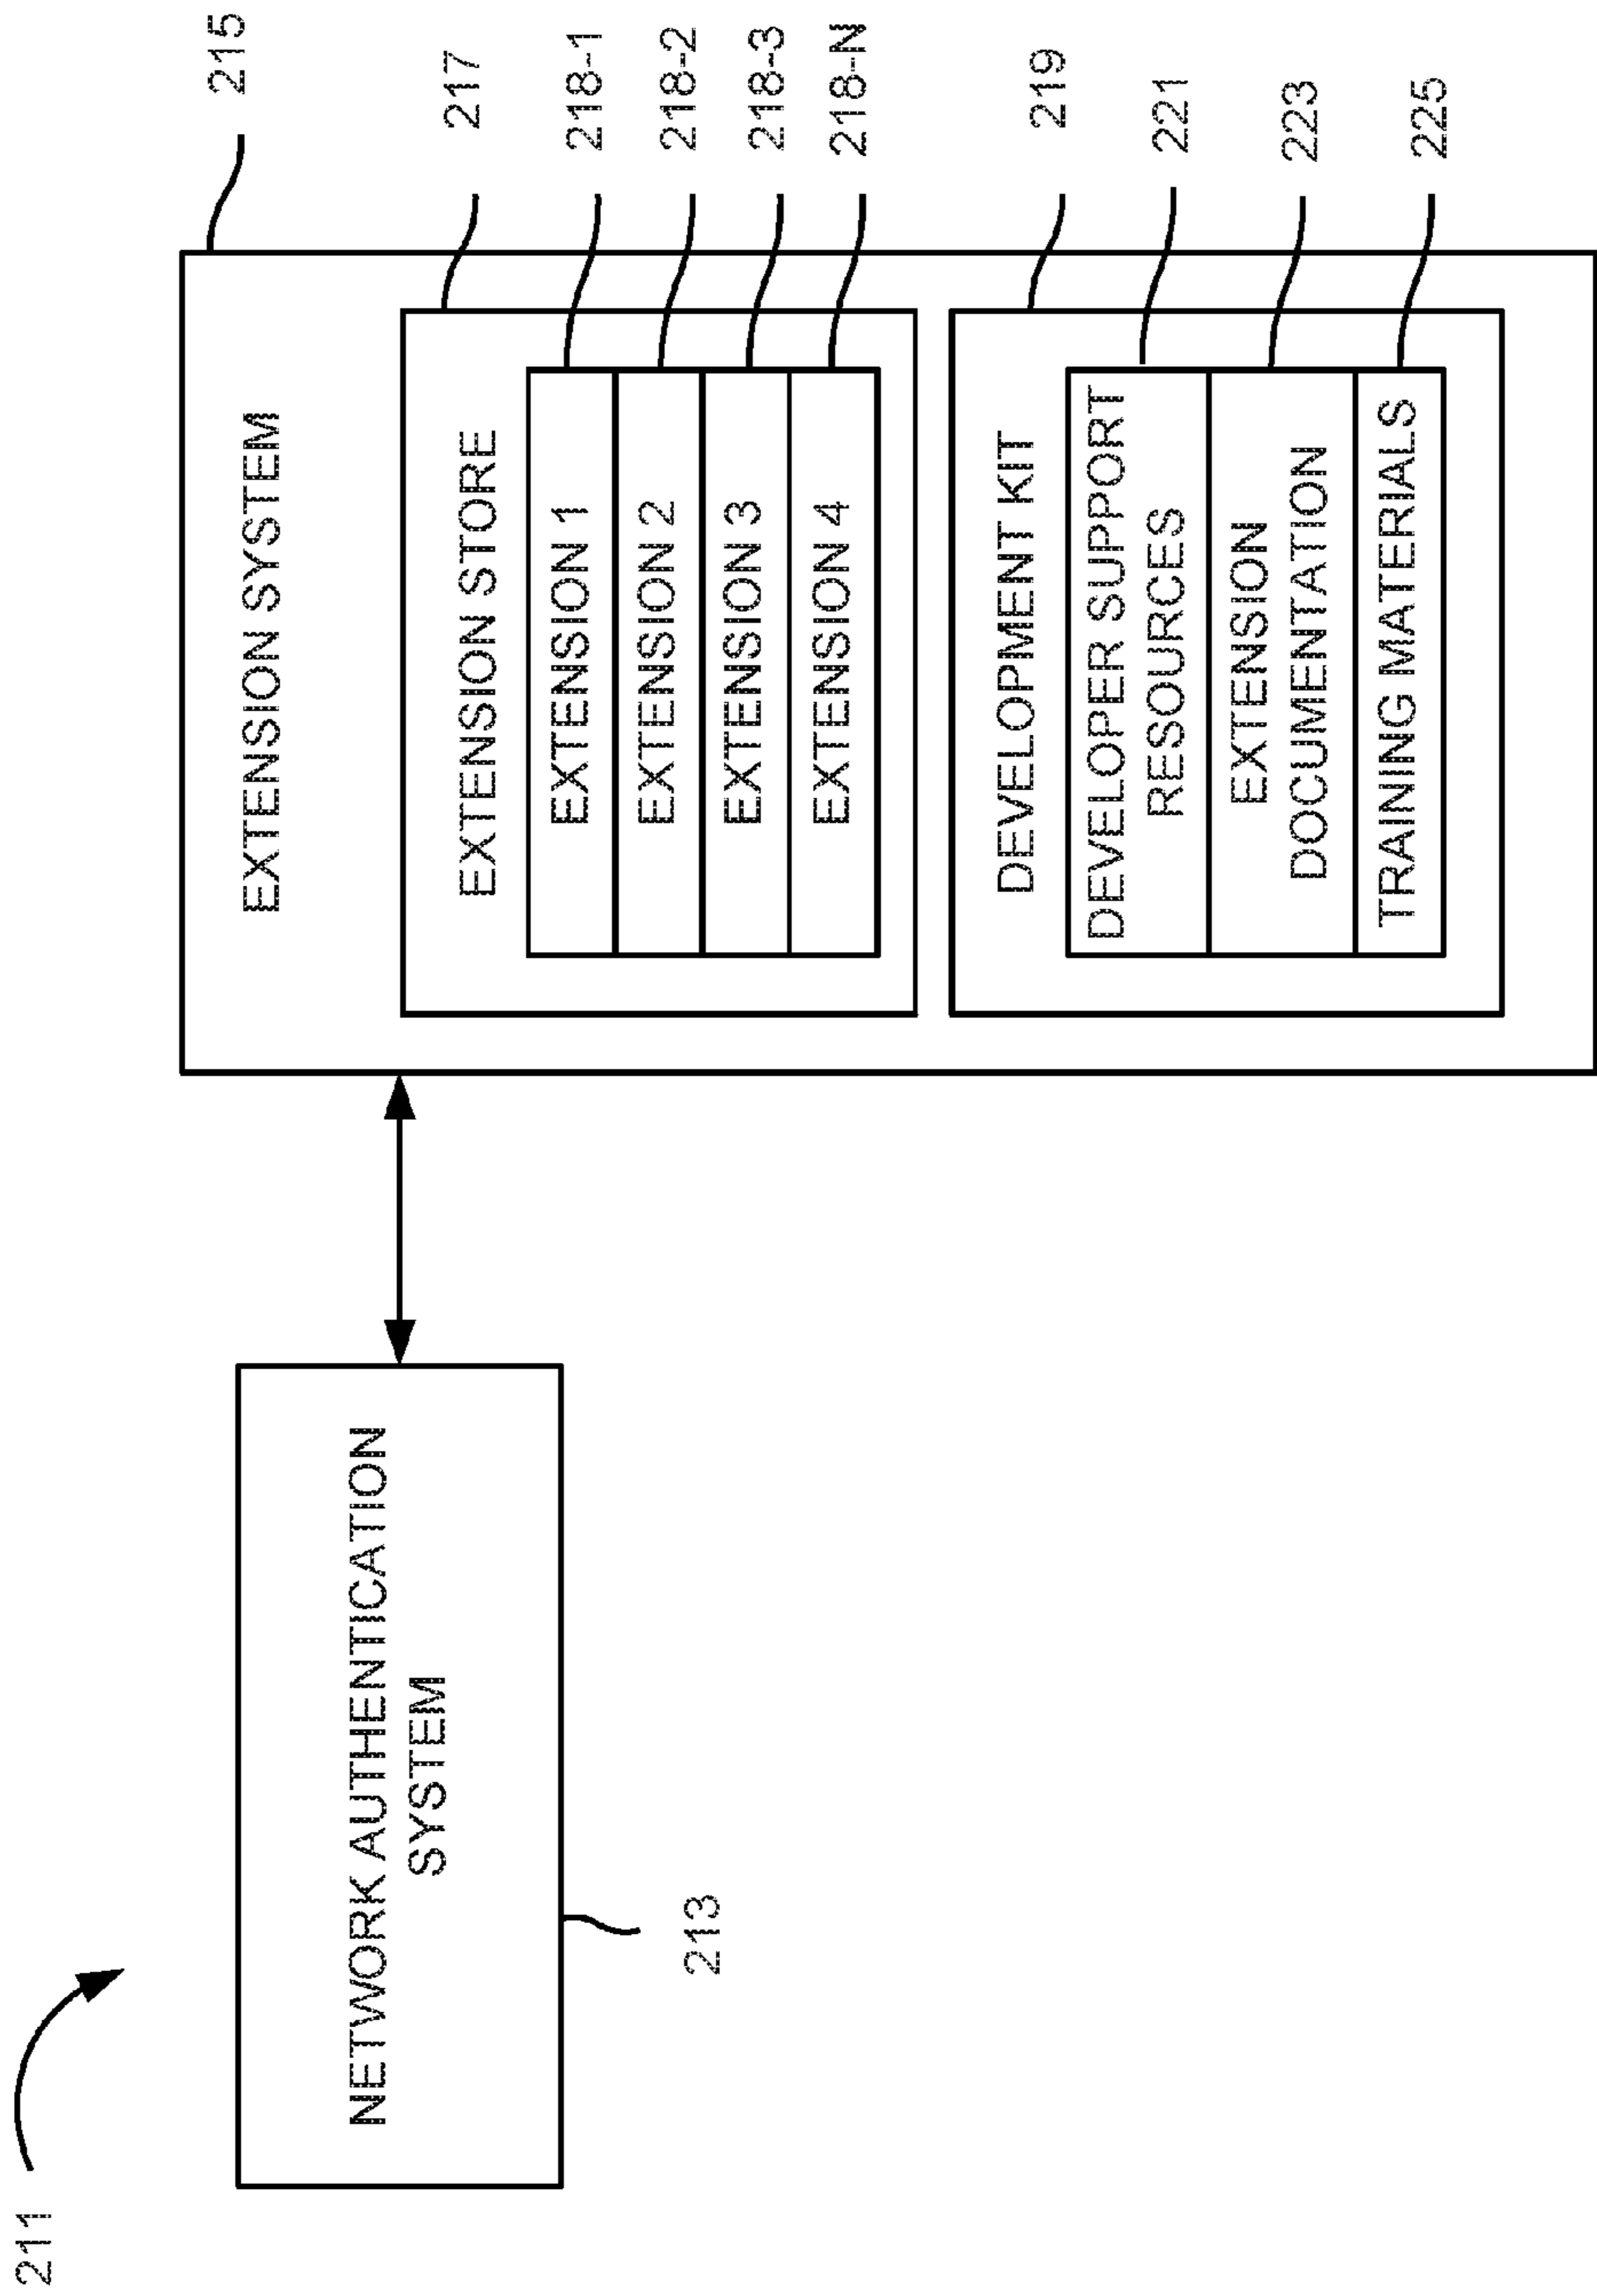 211
NETWORK AUTHENTICATION
SYSTEM
213
EXTENSION SYSTEM
215
EXTENSION STORE
217
EXTENSION 1
218-1
EXTENSION 2
218-2
EXTENSION 3
218-3
EXTENSION 4
218-N
DEVELOPMENT KIT
219
DEVELOPER SUPPORT
RESOURCES
221
EXTENSION
DOCUMENTATION
223
TRAINING MATERIALS
225